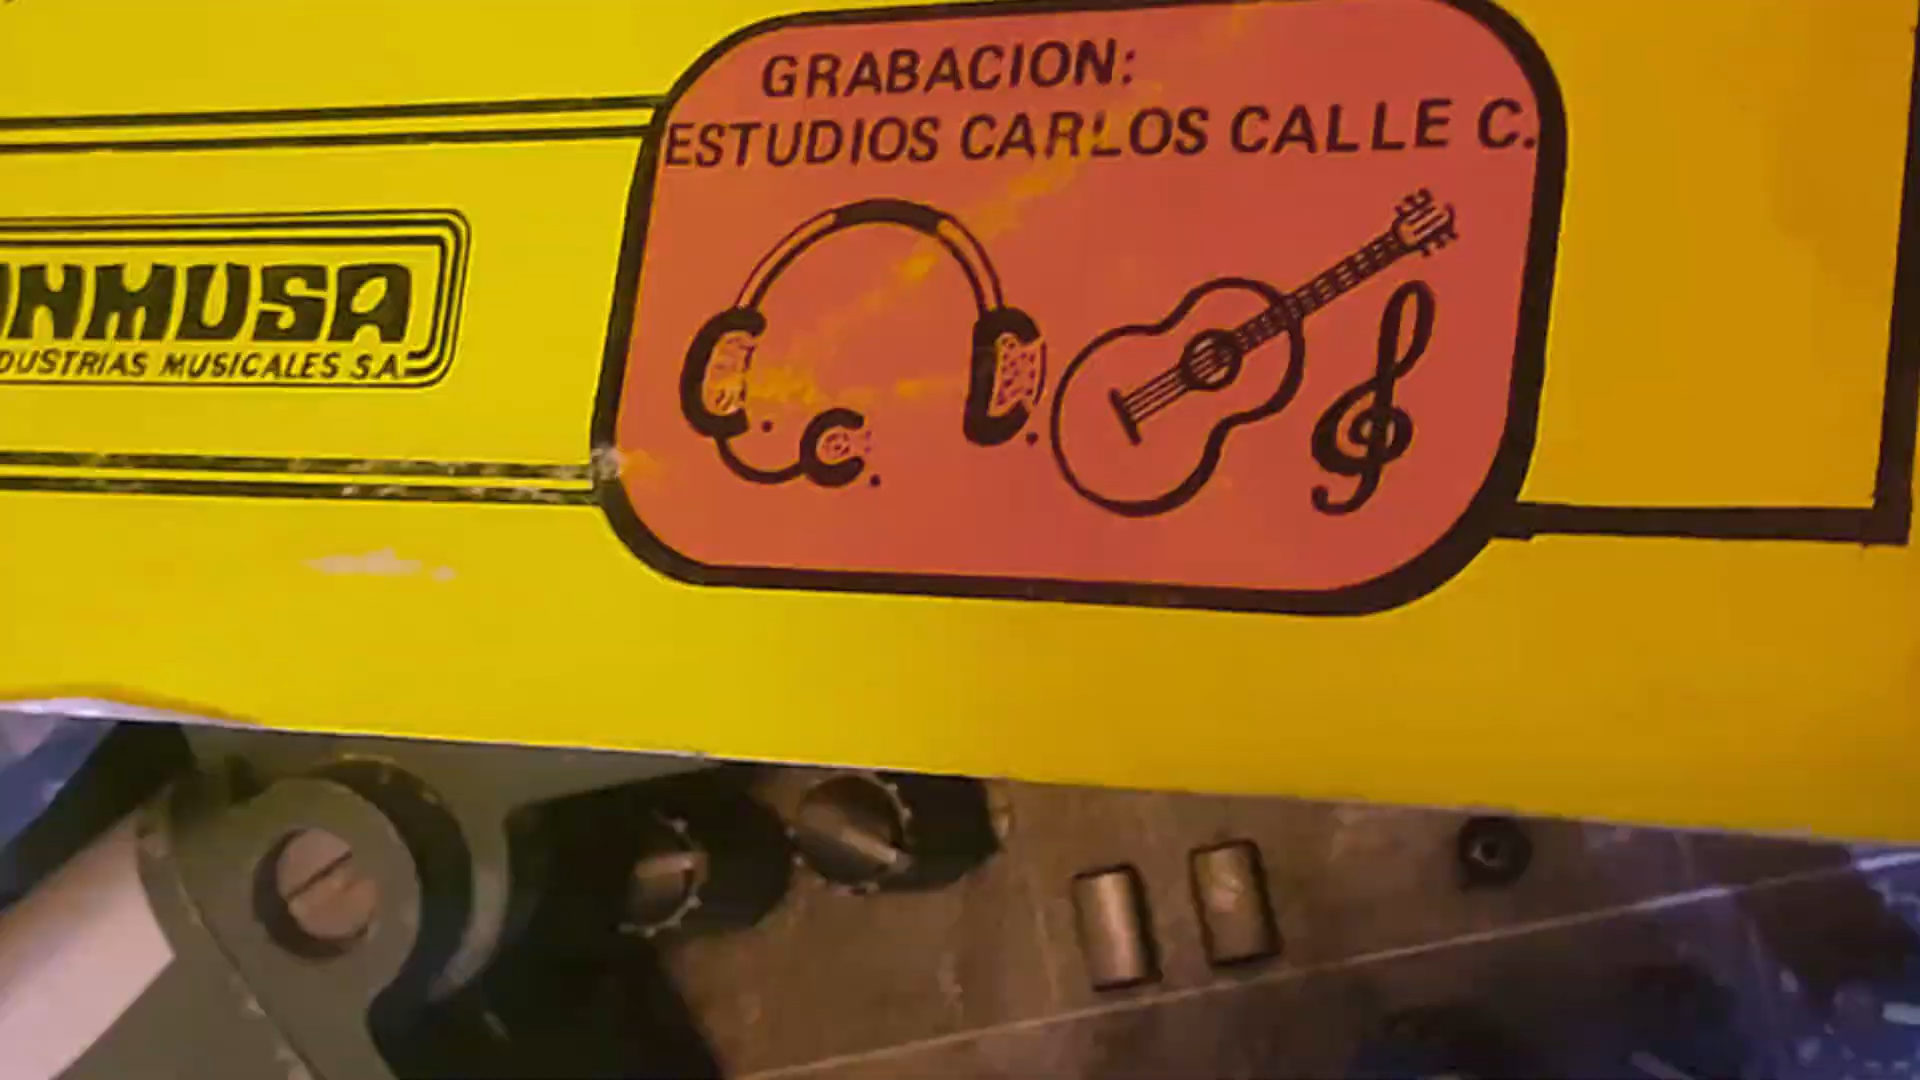 GRABACION:
ESTUDIOS CARLOS CALLE C.
C. C. C.
NMUSA
DUSTRIAS MUSICALES S.A.